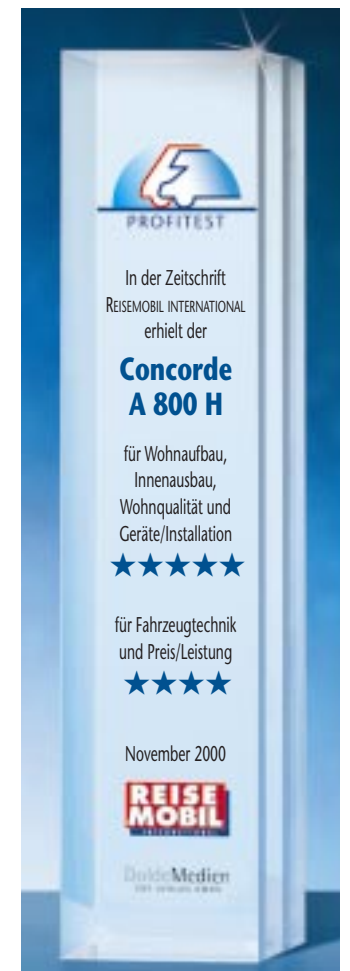 PROFITEST
In der Zeitschrift
REISEMOBIL INTERNATIONAL
erhielt der
Concorde
A 800 H
für Wohnaufbau,
Innenausbau,
Wohnqualität und
Geräte/Installation
★★★★★
für Fahrzeugtechnik
und Preis/Leistung
★★★★
November 2000
REISE
MOBIL
INTERNATIONAL
DoldeMedien